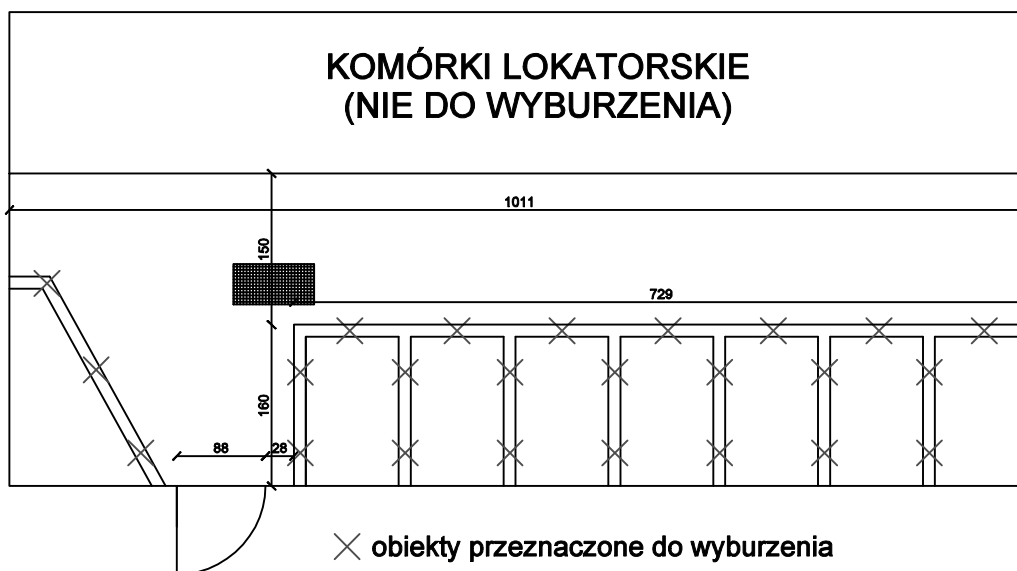 KOMÓRKI LOKATORSKIE
(NIE DO WYBURZENIA)
1011
150
729
160
88
28
obiekty przeznaczone do wyburzenia